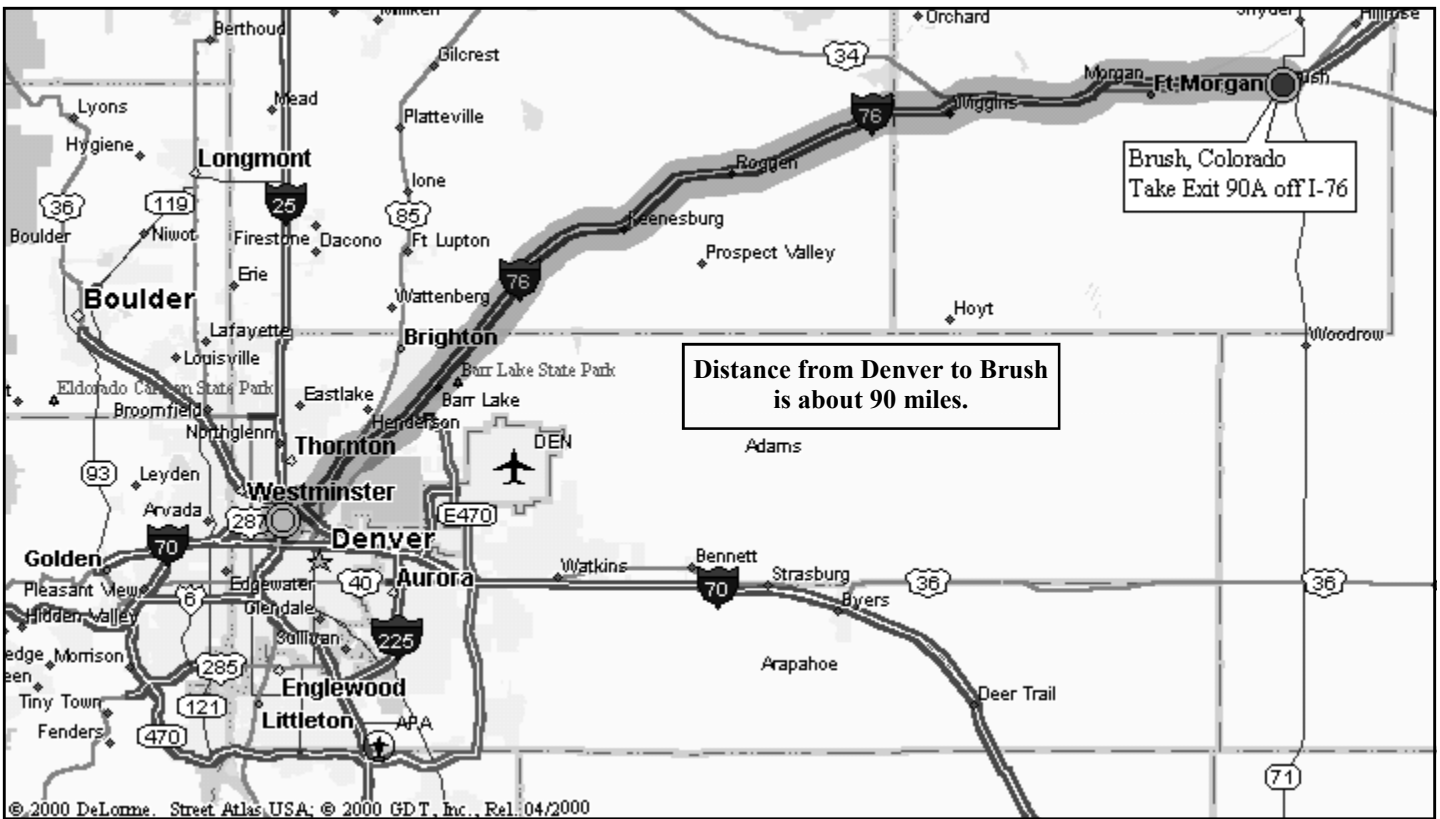 Berthoud
Milliken
Orchard
Snyder
Hillrose
Gilcrest
34
Lyons
Mead
Morgan
Ft. Morgan
Platteville
76
Wiggins
Hygiene
Longmont
Roggen
Brush, Colorado
Take Exit 90A off I-76
Ione
36
119
25
85
Keenesburg
Boulder
Niwot
Firestone
Dacono
Ft Lupton
Prospect Valley
Erie
76
Boulder
Wattenberg
Hoyt
Lafayette
Brighton
Woodrow
Louisville
Distance from Denver to Brush
is about 90 miles.
Barr Lake State Park
Eldorado Canyon State Park
Eastlake
Barr Lake
Broomfield
Henderson
Northglenn
Thornton
DEN
Adams
93
Leyden
Westminster
Arvada
287
E470
Denver
70
Golden
Watkins
Bennett
Edgewater
40
Aurora
70
Strasburg
36
36
Pleasant View
6
Glendale
Byers
Hidden Valley
Sullivan
225
edge
Morrison
285
Arapahoe
een
Englewood
Tiny Town
121
Littleton
APA
Deer Trail
Fenders
470
71
© 2000 DeLorme. Street Atlas USA; © 2000 GDT, Inc., Rel. 04/2000